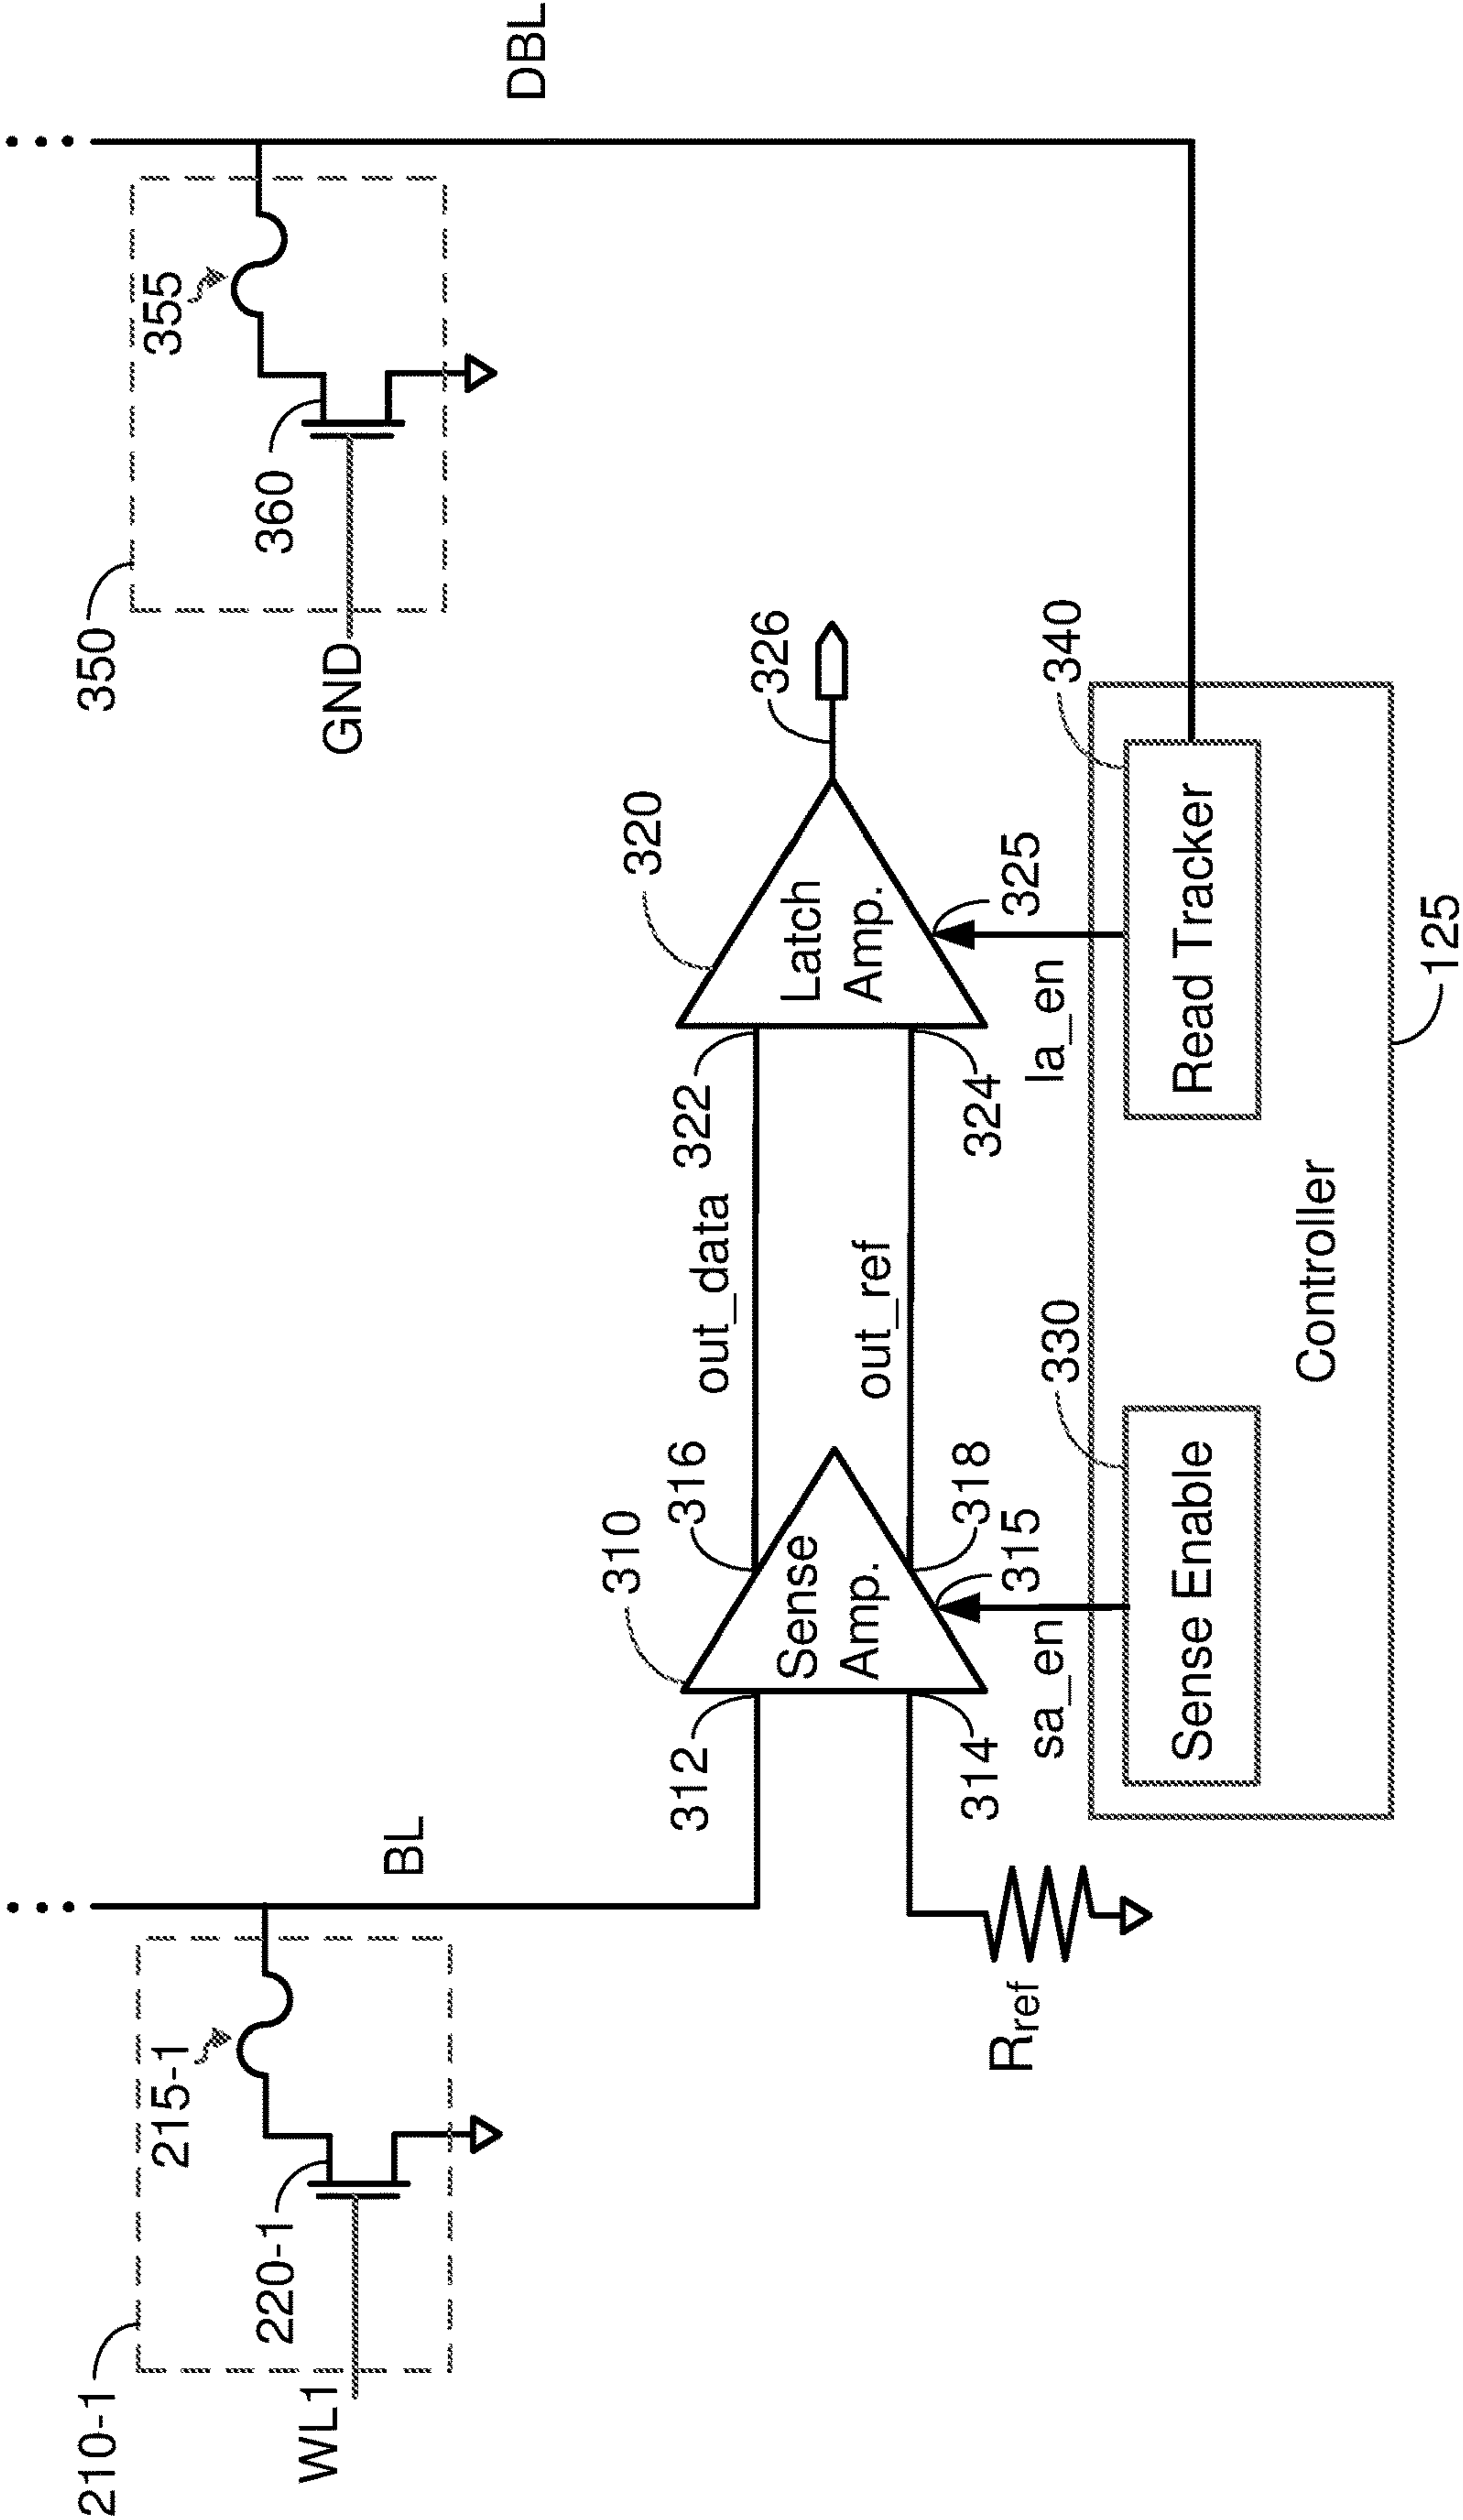 210-1
215-1
220-1
WL1
BL
350
355
360
GND
DBL
310
312
Sense
Amp.
316
out_data
322
320
Latch
Amp.
326
314
318
out_ref
324
Rref
sa_en
315
la_en
325
330
Sense Enable
340
Read Tracker
Controller
125